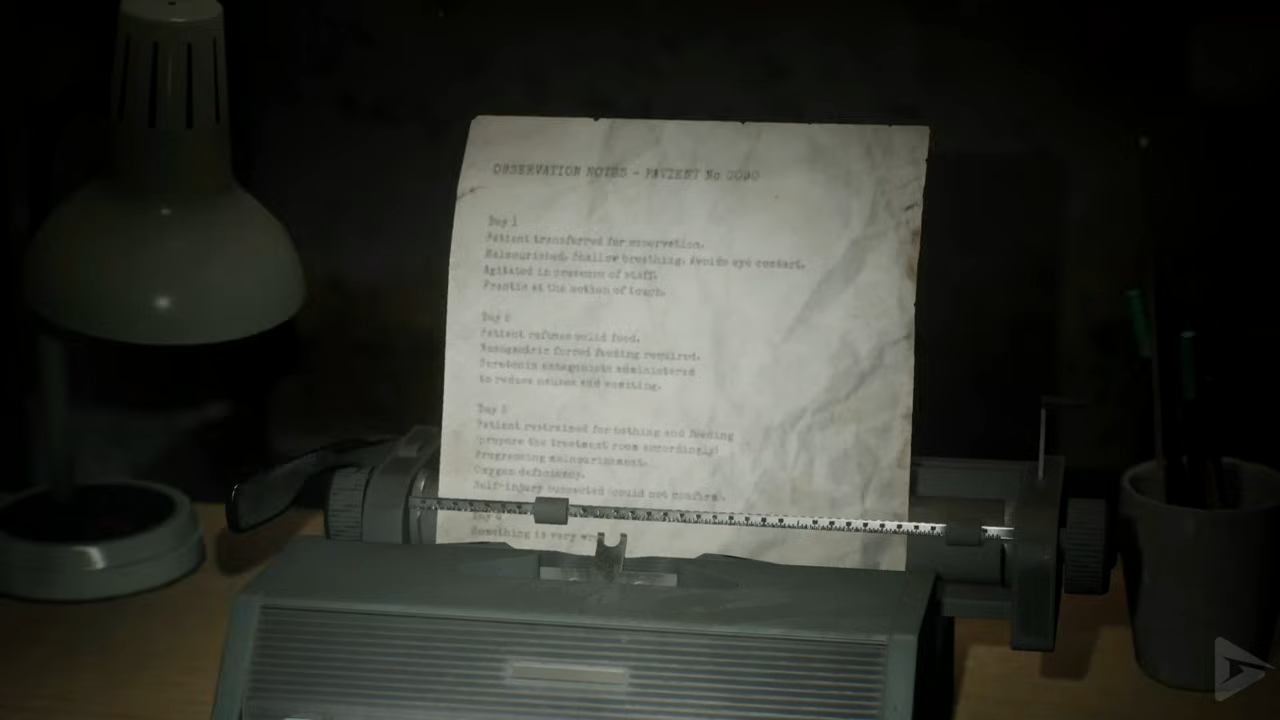 OBSERVATION NOTES - PATIENT No
Day 1
Patient transferred for observation.
Malnourished. Shallow breathing. Avoids eye contact.
Agitated in presence of staff.
Frantic at the notion of touch.
Day
Patient refuses solid food.
Nasogastric forced feeding required.
Serotonin antagonists administered
to reduce nausea and vomiting.
Day
Patient restrained for bathing and feeding
(prepare the treatment room accordingly)
Progressing malnourishment.
Oxygen deficiency.
Self-injury suspected could not confirm.
Day
Something is very